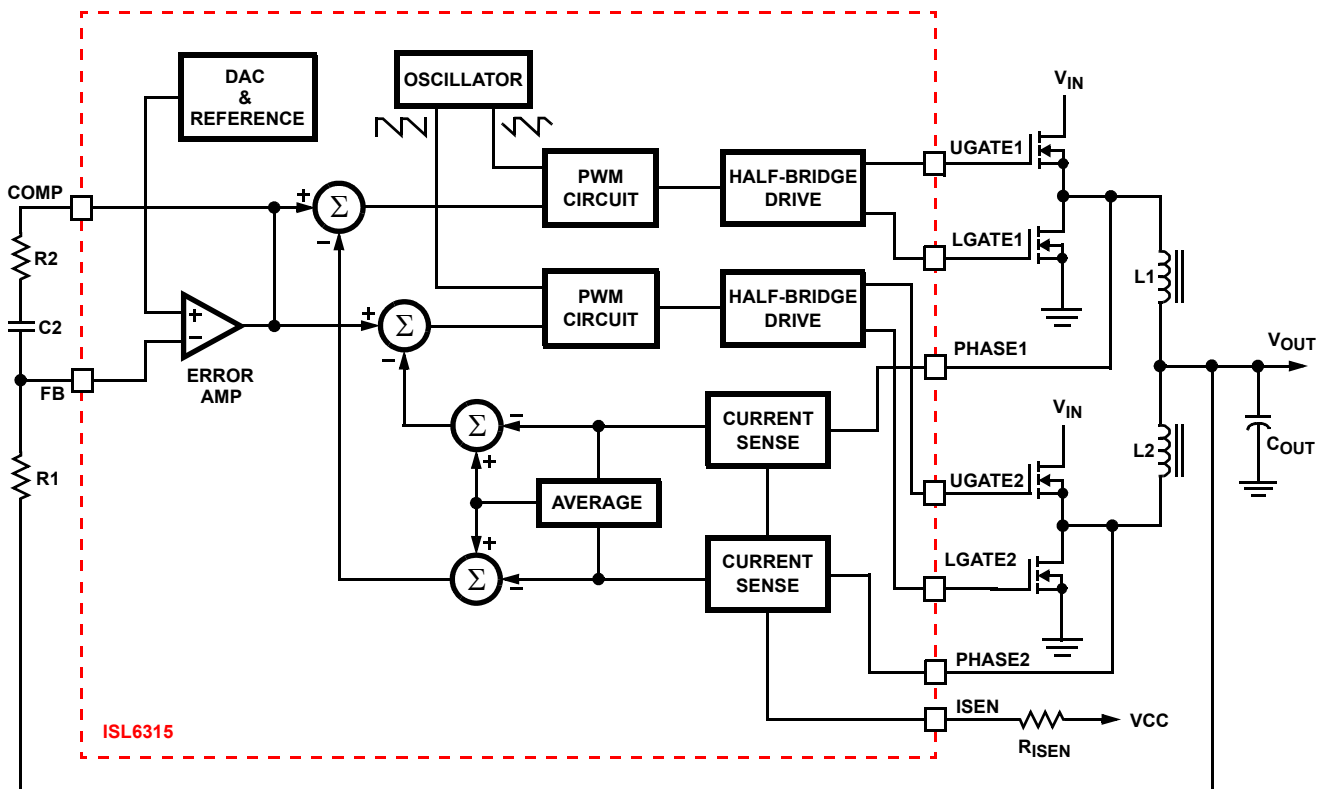 DAC
&
REFERENCE
OSCILLATOR
V_IN
UGATE1
COMP
+
Σ
−
PWM
CIRCUIT
HALF-BRIDGE
DRIVE
LGATE1
R2
L1
C2
+
−
ERROR
AMP
+
Σ
−
PWM
CIRCUIT
HALF-BRIDGE
DRIVE
PHASE1
V_OUT
FB
Σ
−
+
CURRENT
SENSE
V_IN
L2
C_OUT
R1
AVERAGE
UGATE2
+
Σ
−
CURRENT
SENSE
LGATE2
PHASE2
ISEN
VCC
R_ISEN
ISL6315